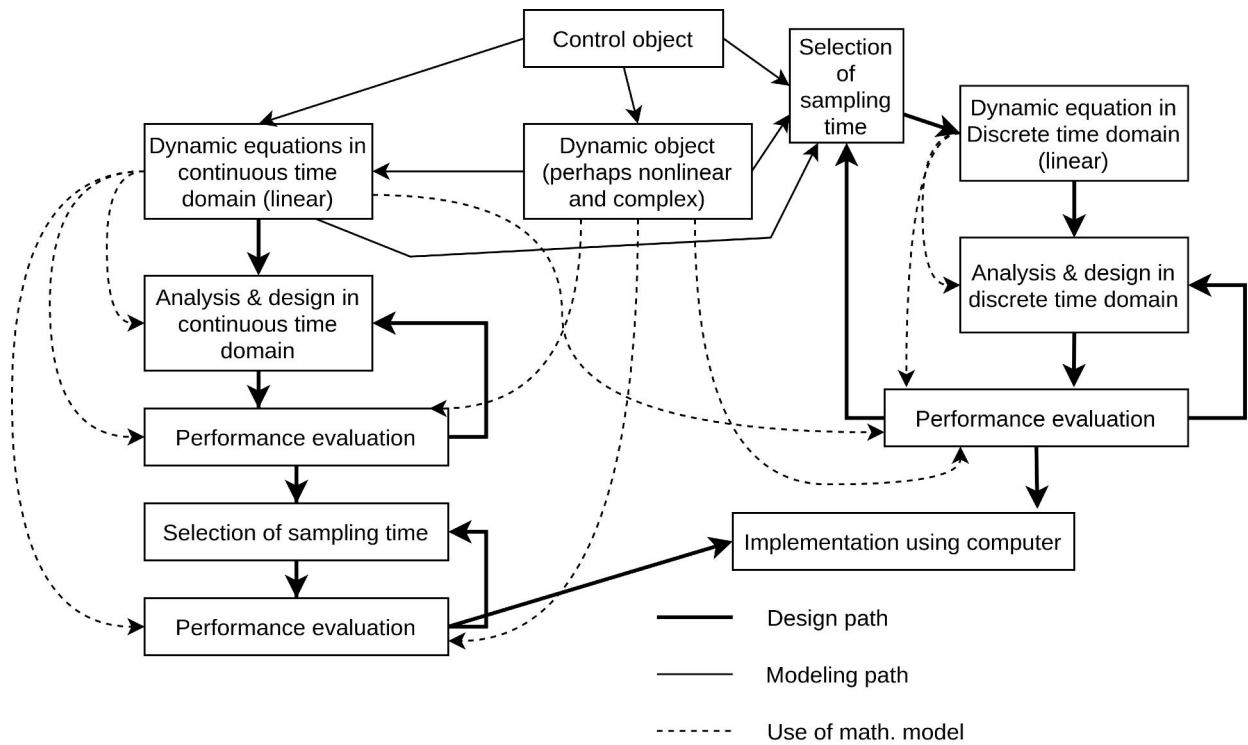 Control object
Selection
of
sampling
time
Dynamic equation in
Discrete time domain
(linear)
Dynamic equations in
continuous time
domain (linear)
Dynamic object
(perhaps nonlinear
and complex)
Analysis & design in
discrete time domain
Analysis & design in
continuous time
domain
Performance evaluation
Performance evaluation
Selection of sampling time
Implementation using computer
Performance evaluation
Design path
Modeling path
Use of math. model